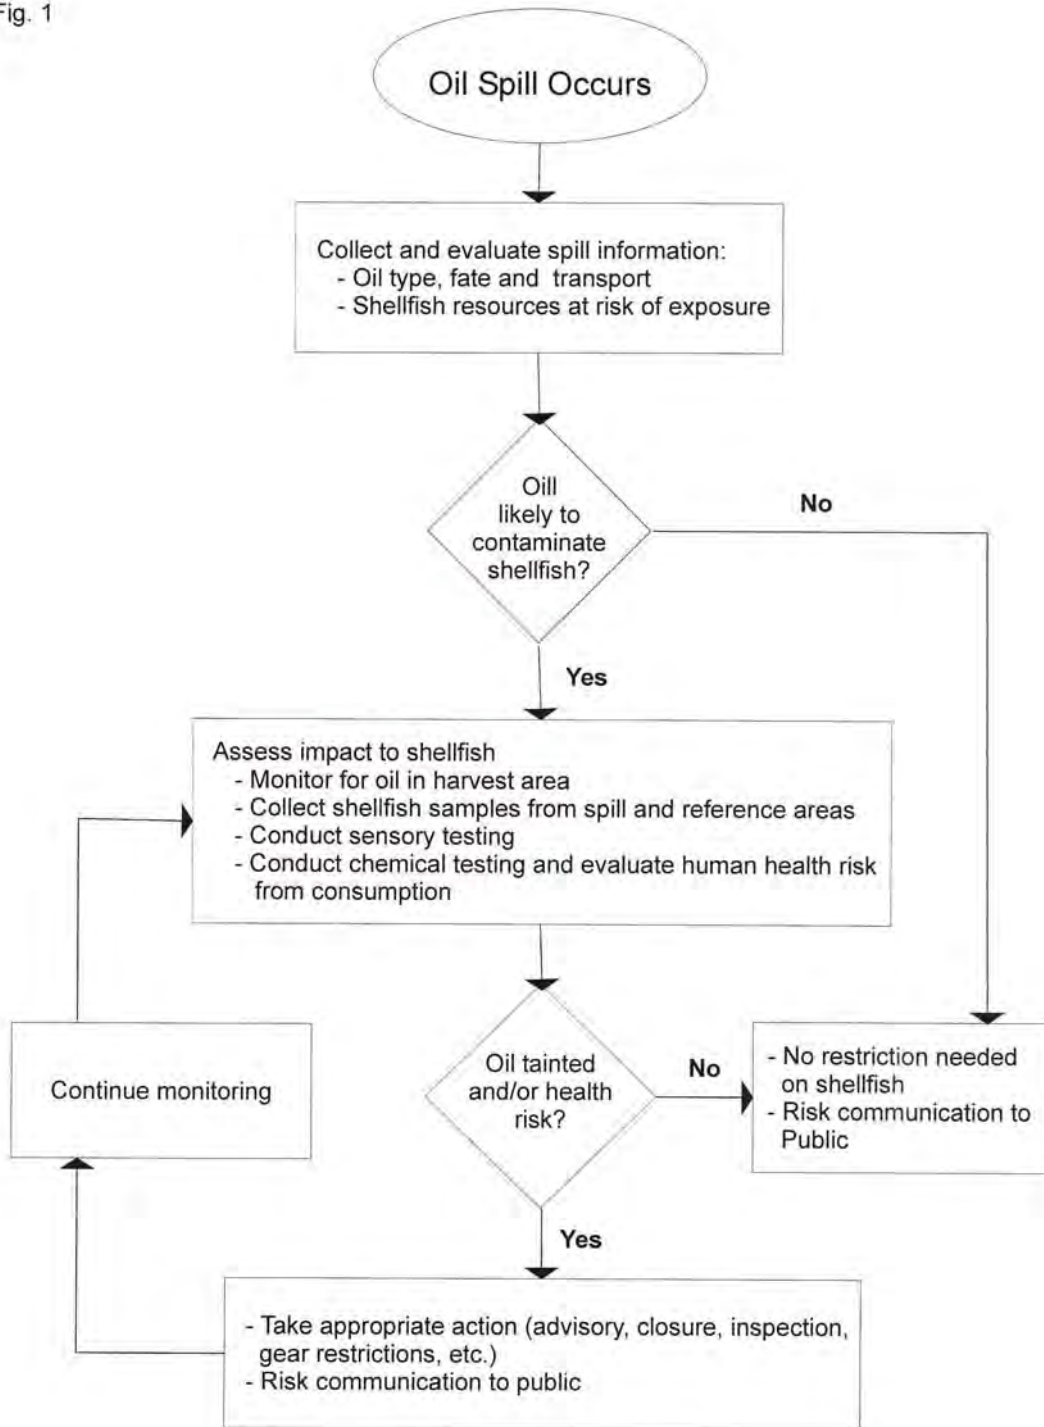 Fig. 1
Oil Spill Occurs
Collect and evaluate spill information:
- Oil type, fate and transport
- Shellfish resources at risk of exposure
Oill
likely to
contaminate
shellfish?
No
Yes
Assess impact to shellfish
- Monitor for oil in harvest area
- Collect shellfish samples from spill and reference areas
- Conduct sensory testing
- Conduct chemical testing and evaluate human health risk
from consumption
Continue monitoring
Oil tainted
and/or health
risk?
No
- No restriction needed
on shellfish
- Risk communication to
Public
Yes
- Take appropriate action (advisory, closure, inspection,
gear restrictions, etc.)
- Risk communication to public